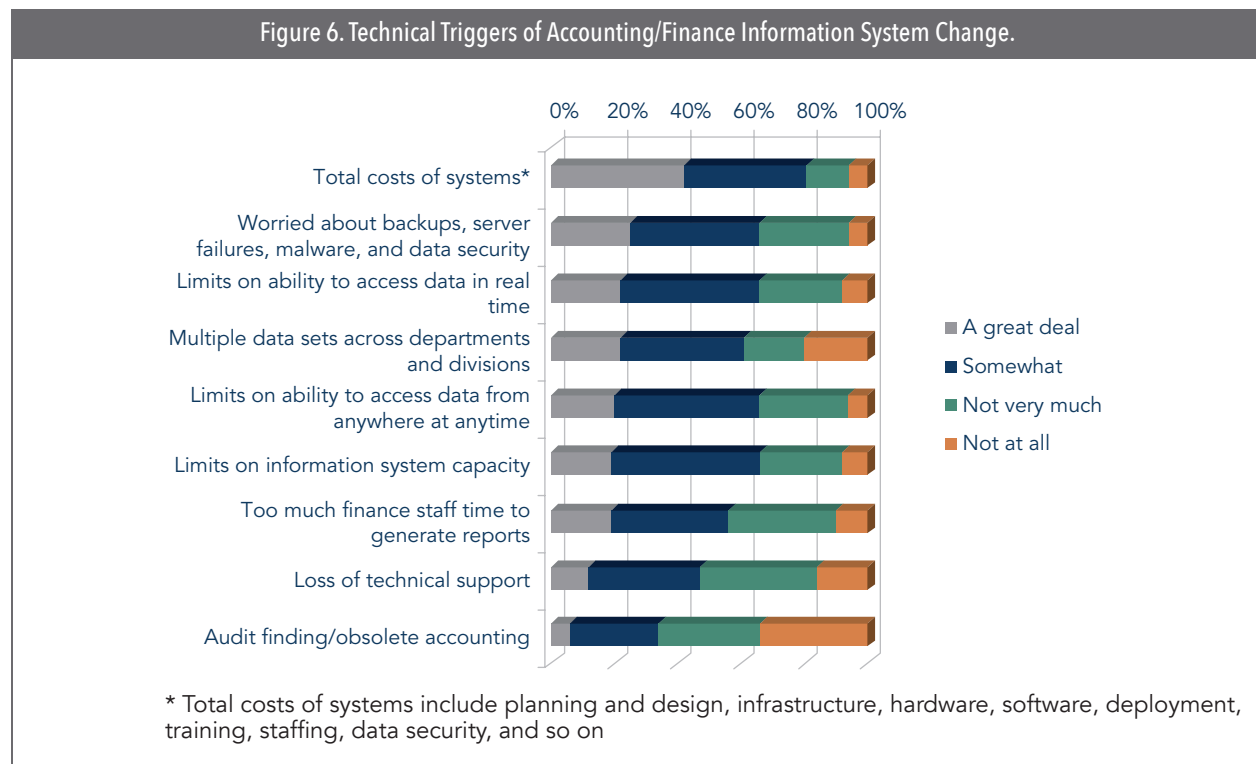 Figure 6. Technical Triggers of Accounting/Finance Information System Change.
0% 20% 40% 60% 80% 100%
Total costs of systems*
Worried about backups, server
failures, malware, and data security
Limits on ability to access data in real
time
Multiple data sets across departments
and divisions
Limits on ability to access data from
anywhere at anytime
Limits on information system capacity
Too much finance staff time to
generate reports
Loss of technical support
Audit finding/obsolete accounting
A great deal
Somewhat
Not very much
Not at all
* Total costs of systems include planning and design, infrastructure, hardware, software, deployment,
training, staffing, data security, and so on